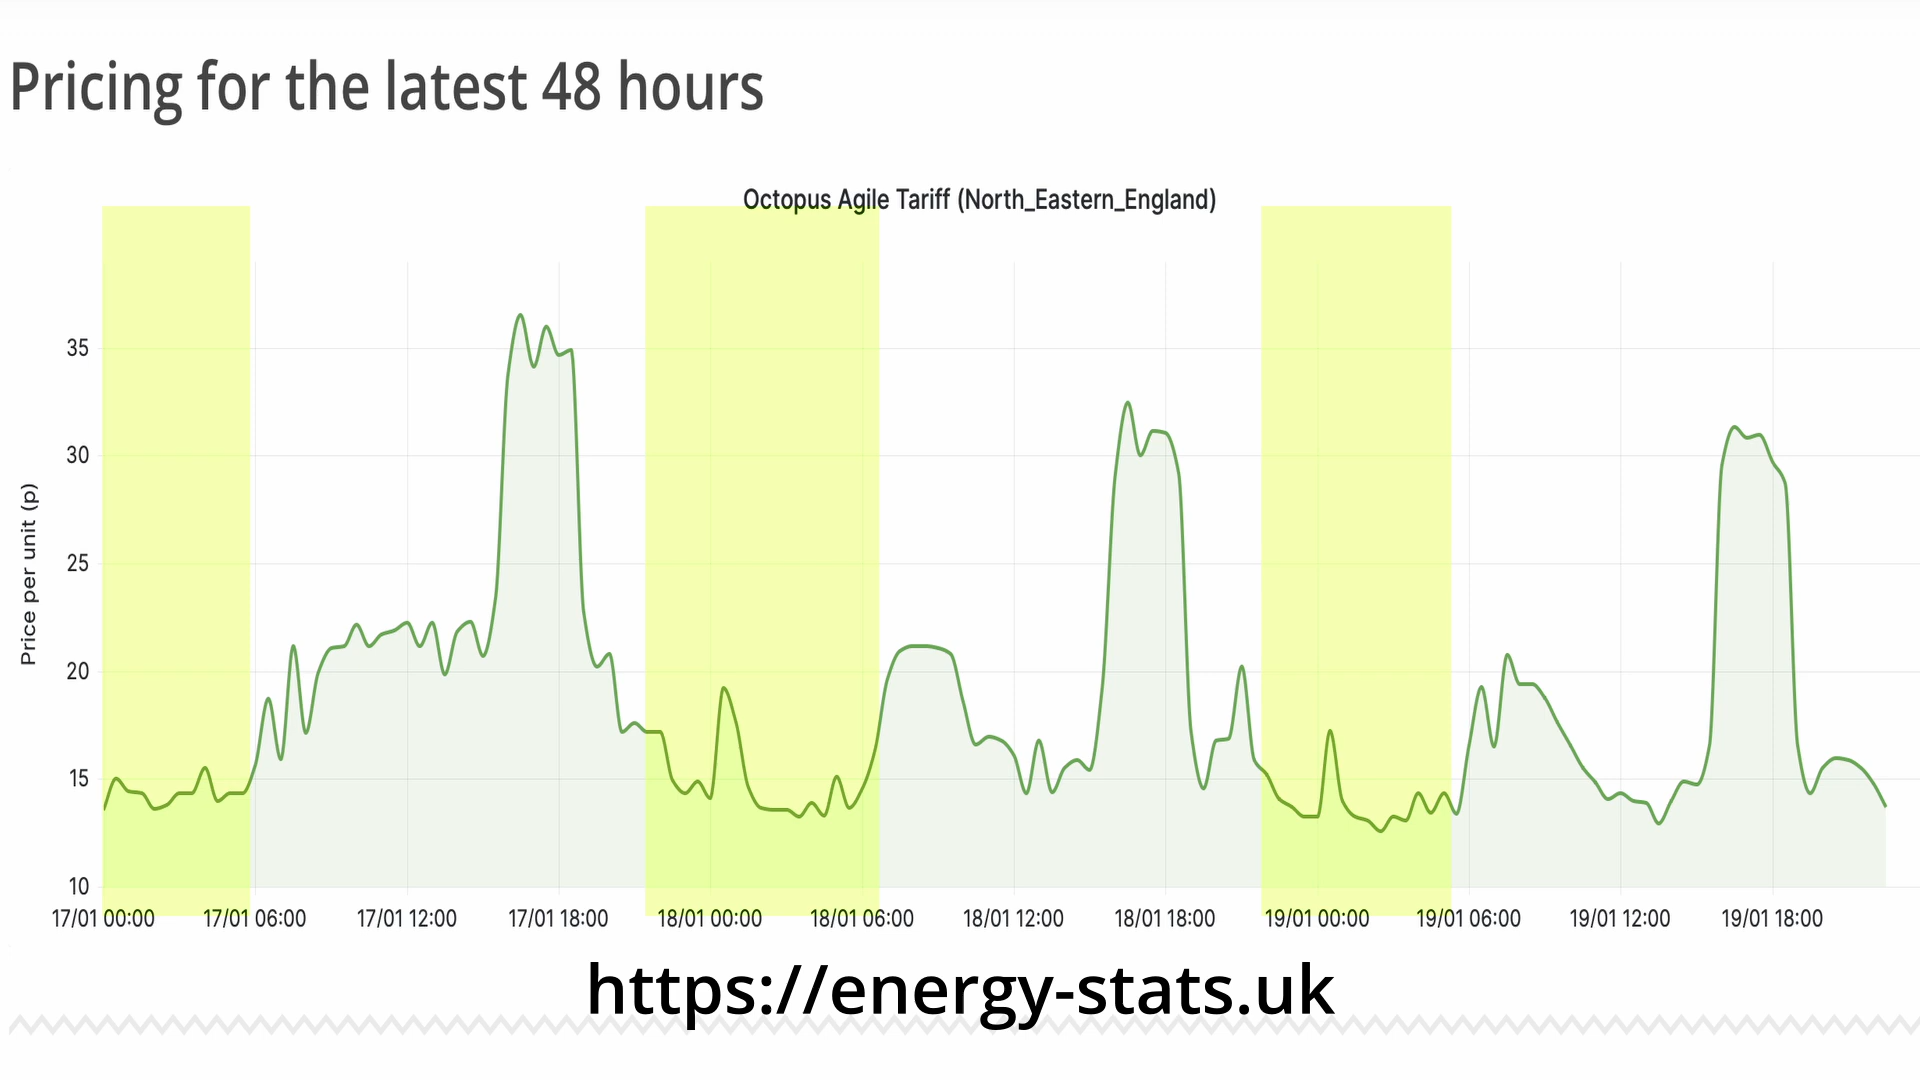 Pricing for the latest 48 hours
Octopus Agile Tariff (North_Eastern_England)
Price per unit (p)
35
30
25
20
15
10
17/01 00:00 17/01 06:00 17/01 12:00 17/01 18:00 18/01 00:00 18/01 06:00 18/01 12:00 18/01 18:00 19/01 00:00 19/01 06:00 19/01 12:00 19/01 18:00
https://energy-stats.uk